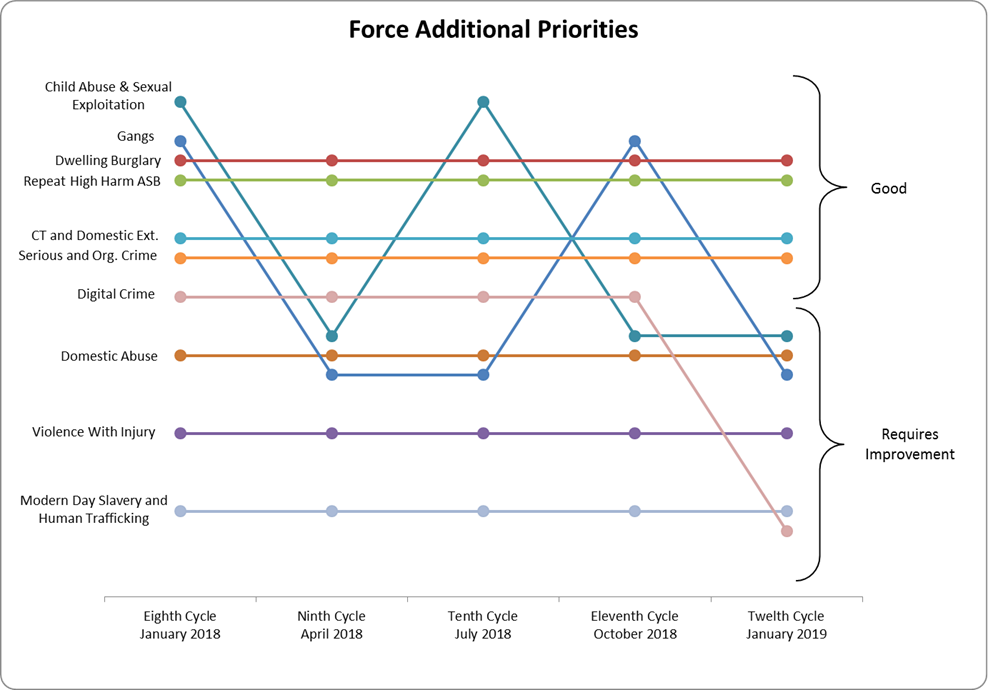 Force Additional Priorities
Child Abuse & Sexual
Exploitation
Gangs
Dwelling Burglary
Repeat High Harm ASB
CT and Domestic Ext.
Serious and Org. Crime
Digital Crime
Domestic Abuse
Violence With Injury
Modern Day Slavery and
Human Trafficking
Good
Requires
Improvement
Eighth Cycle
January 2018
Ninth Cycle
April 2018
Tenth Cycle
July 2018
Eleventh Cycle
October 2018
Twelth Cycle
January 2019